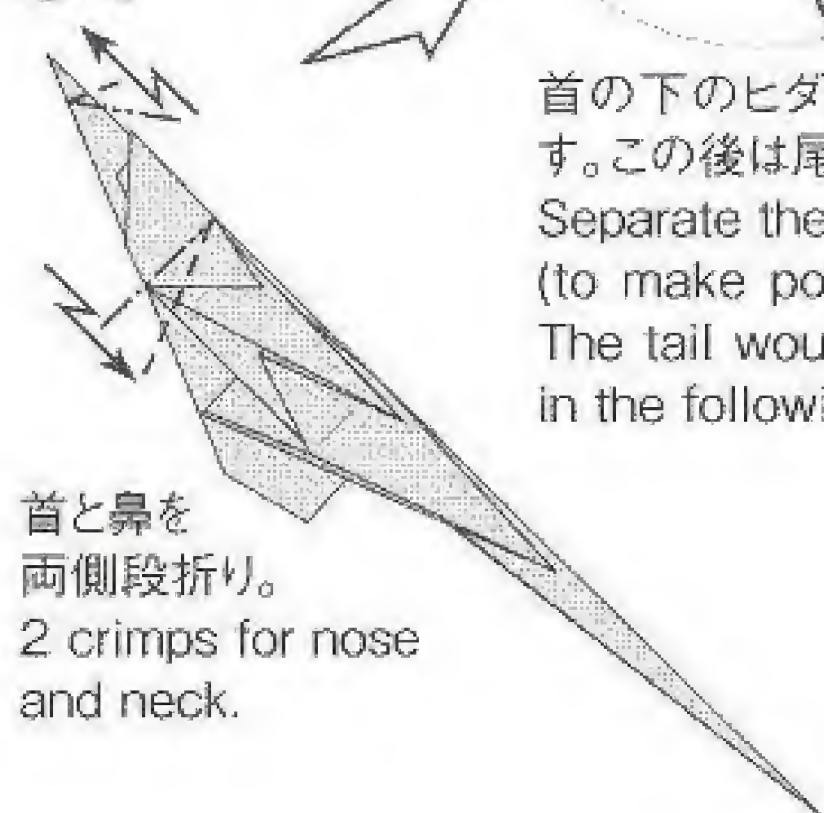 首の下のヒダ
す。この後は尾
Separate the
(to make po
The tail wou
in the followi
首と鼻を
両側段折り。
2 crimps for nose
and neck.